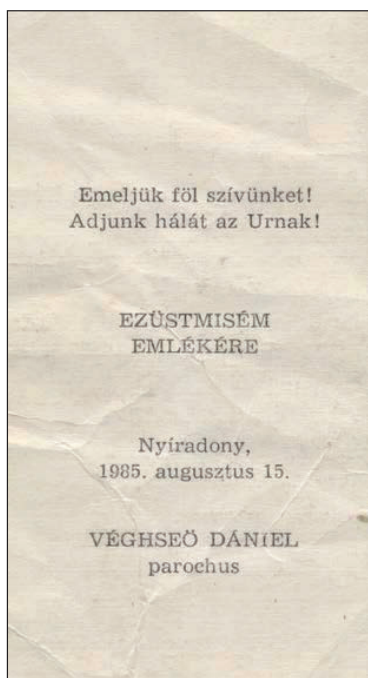 Emeljük föl szívünket!
Adjunk hálát az Urnak!
EZÜSTMISÉM
EMLÉKÉRE
Nyíradony,
1985. augusztus 15.
VÉGHSEÖ DÁNIEL
parochus